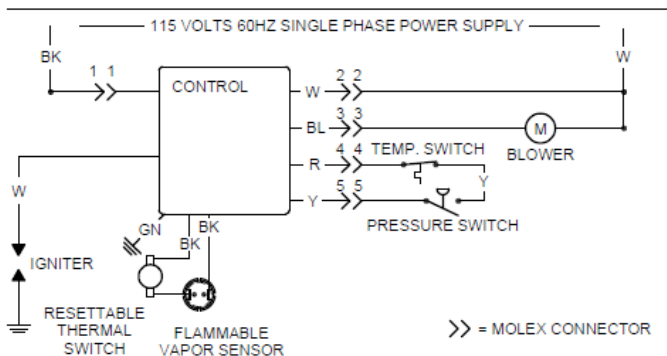 115 VOLTS 60HZ SINGLE PHASE POWER SUPPLY
BK
W
1 1
CONTROL
W
2 2
BL
3 3
M
BLOWER
R
4 4
TEMP. SWITCH
Y
Y
5 5
PRESSURE SWITCH
W
IGNITER
GN
BK
BK
RESETTABLE
THERMAL
SWITCH
FLAMMABLE
VAPOR SENSOR
>> = MOLEX CONNECTOR